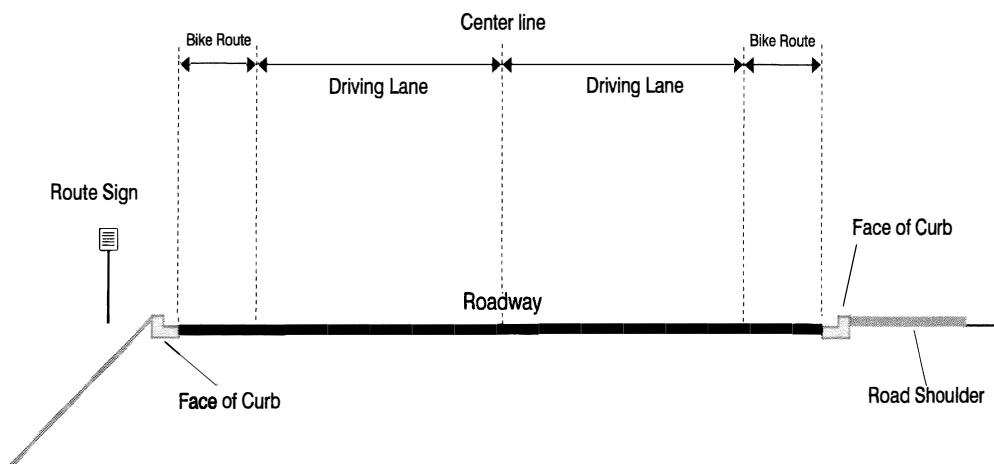 Center line
Bike Route
Bike Route
Driving Lane
Driving Lane
Route Sign
Face of Curb
Roadway
Face of Curb
Road Shoulder